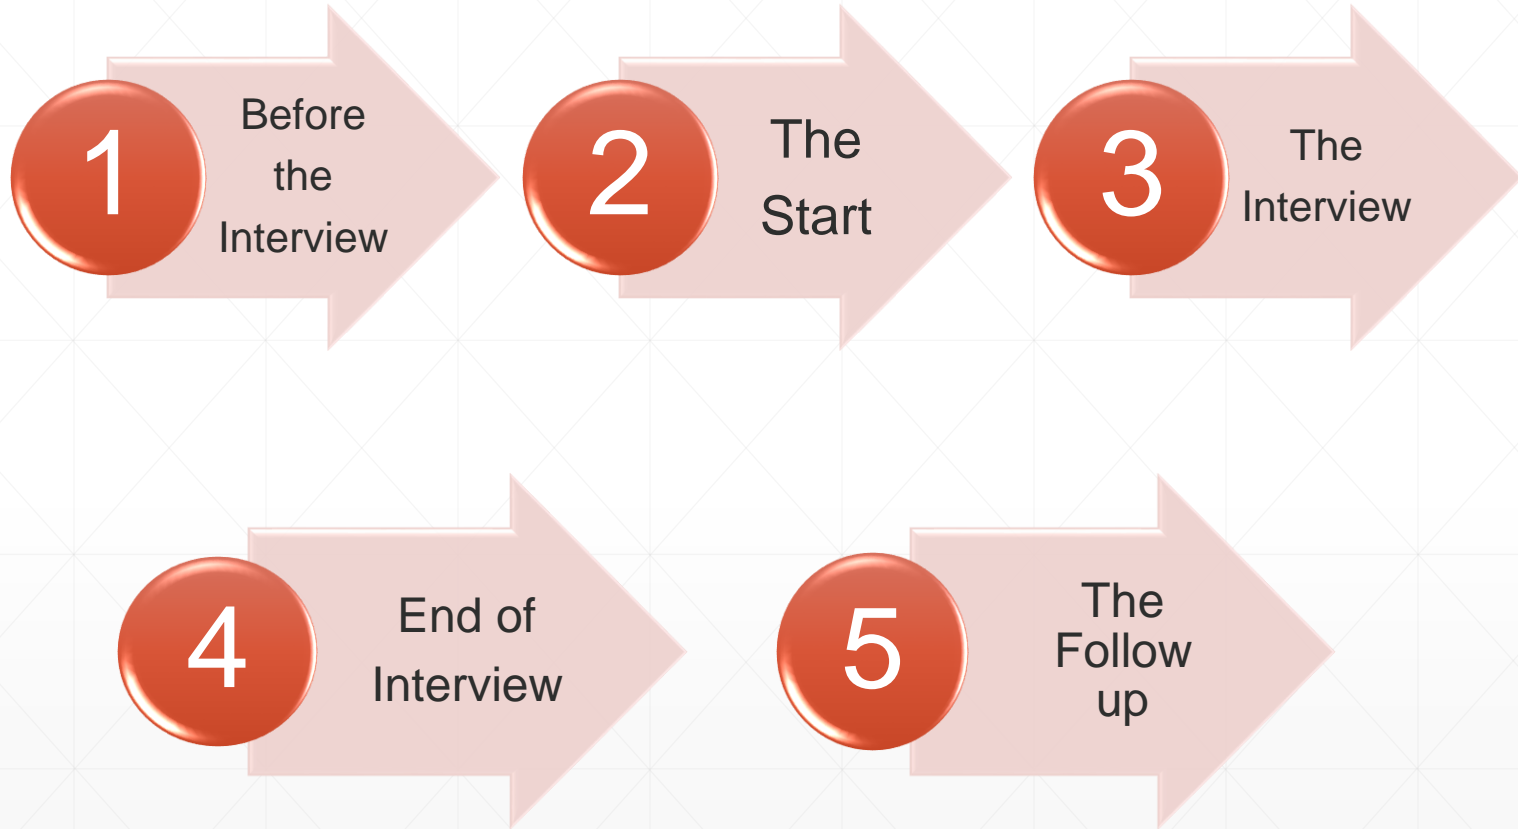 1
Before
the
Interview
2
The
Start
3
The
Interview
4
End of
Interview
5
The
Follow
up